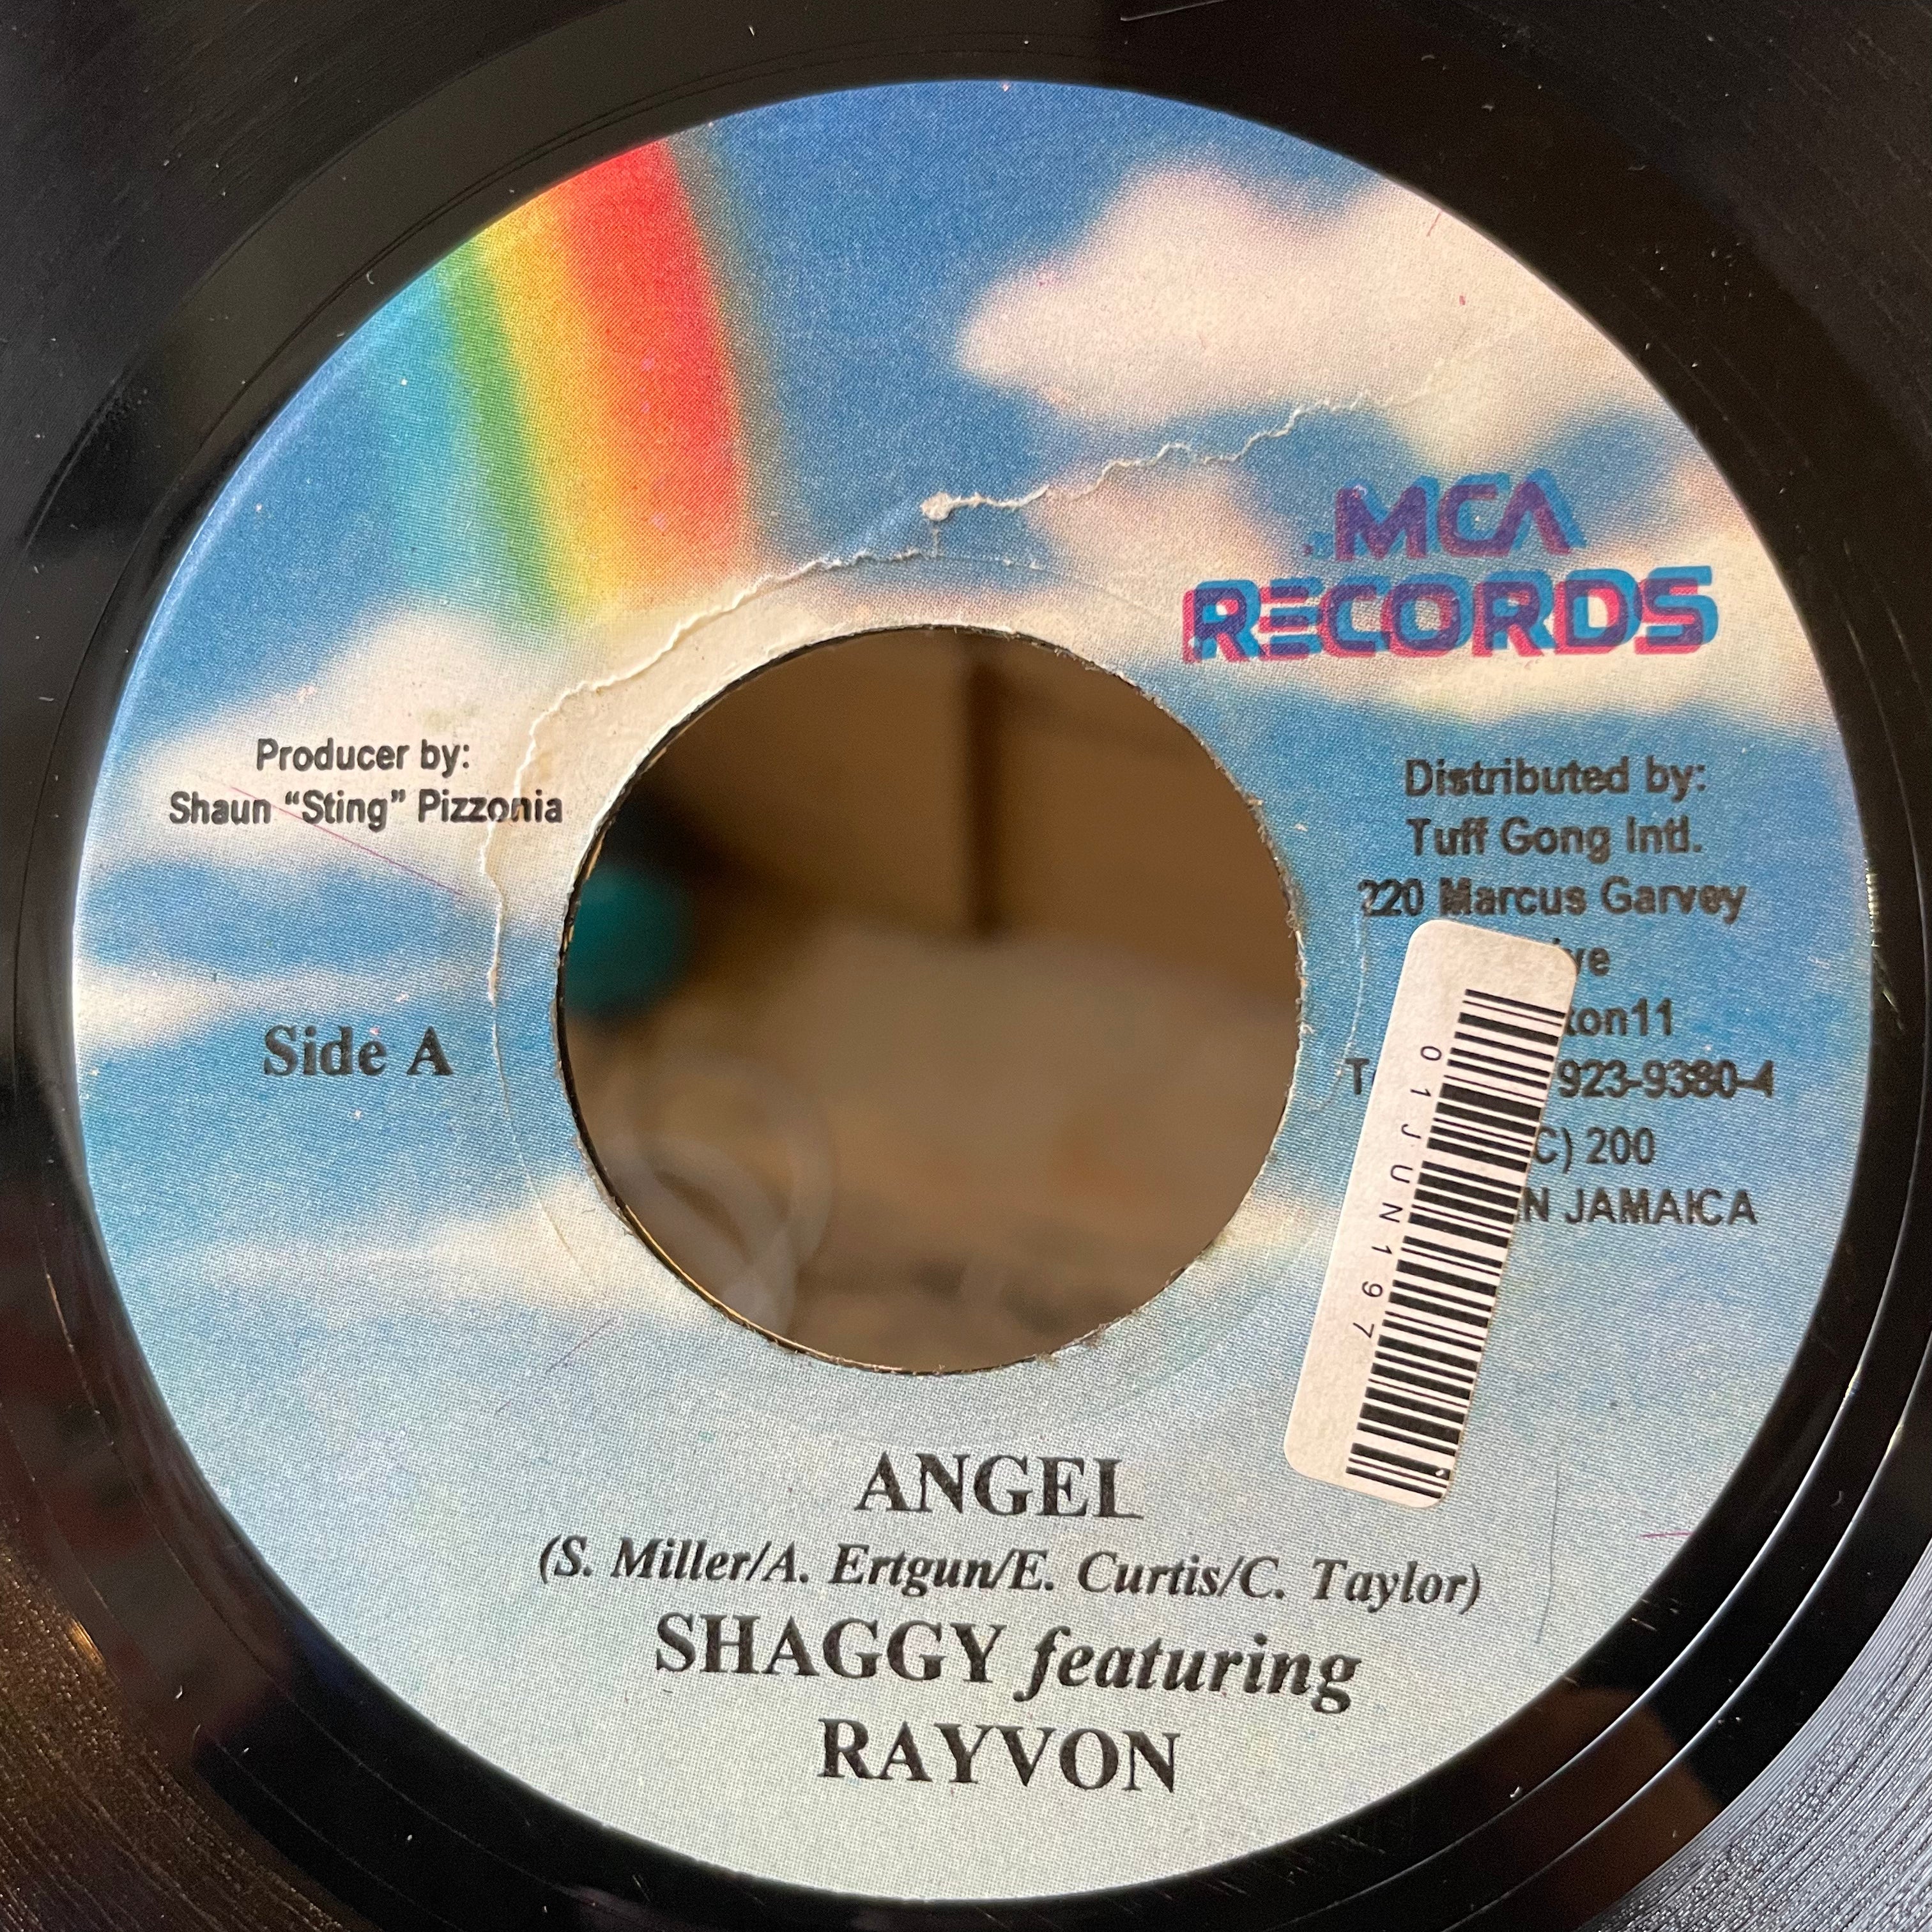 MCA
RECORDS
Producer by:
Shaun “Sting” Pizzonia
Side A
Distributed by:
Tuff Gong Intl.
220 Marcus Garvey
923-9380-4
(C) 200
JAMAICA
01JUN197
ANGEL
(S. Miller/A. Ertgun/E. Curtis/C. Taylor)
SHAGGY featuring
RAYVON